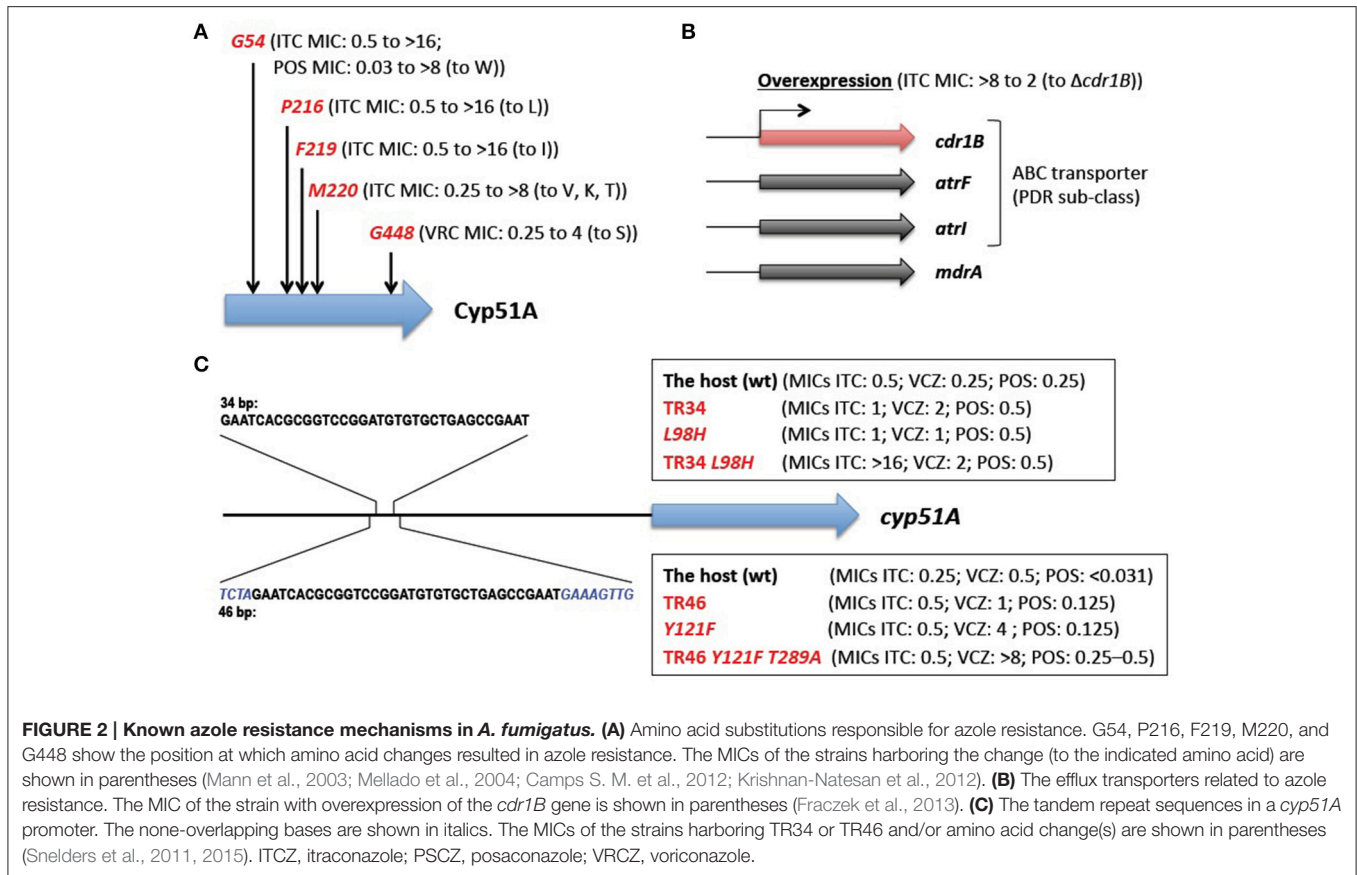 A
G54 (ITC MIC: 0.5 to >16;
POS MIC: 0.03 to >8 (to W))
P216 (ITC MIC: 0.5 to >16 (to L))
F219 (ITC MIC: 0.5 to >16 (to I))
M220 (ITC MIC: 0.25 to >8 (to V, K, T))
G448 (VRC MIC: 0.25 to 4 (to S))
Cyp51A
B
Overexpression (ITC MIC: >8 to 2 (to Δcdr1B))
cdr1B
atrF
atrI
mdrA
ABC transporter
(PDR sub-class)
C
34 bp:
GAATCACGCGGTCCGGATGTGTGCTGAGCCGAAT
The host (wt) (MICs ITC: 0.5; VCZ: 0.25; POS: 0.25)
TR34 (MICs ITC: 1; VCZ: 2; POS: 0.5)
L98H (MICs ITC: 1; VCZ: 1; POS: 0.5)
TR34 L98H (MICs ITC: >16; VCZ: 2; POS: 0.5)
cyp51A
TCTAGAATCACGCGGTCCGGATGTGTGCTGAGCCGAATGAAAGTTG
46 bp:
The host (wt) (MICs ITC: 0.25; VCZ: 0.5; POS: <0.031)
TR46 (MICs ITC: 0.5; VCZ: 1; POS: 0.125)
Y121F (MICs ITC: 0.5; VCZ: 4 ; POS: 0.125)
TR46 Y121F T289A (MICs ITC: 0.5; VCZ: >8; POS: 0.25–0.5)
FIGURE 2 | Known azole resistance mechanisms in A. fumigatus. (A) Amino acid substitutions responsible for azole resistance. G54, P216, F219, M220, and
G448 show the position at which amino acid changes resulted in azole resistance. The MICs of the strains harboring the change (to the indicated amino acid) are
shown in parentheses (Mann et al., 2003; Mellado et al., 2004; Camps S. M. et al., 2012; Krishnan-Natesan et al., 2012). (B) The efflux transporters related to azole
resistance. The MIC of the strain with overexpression of the cdr1B gene is shown in parentheses (Fraczek et al., 2013). (C) The tandem repeat sequences in a cyp51A
promoter. The none-overlapping bases are shown in italics. The MICs of the strains harboring TR34 or TR46 and/or amino acid change(s) are shown in parentheses
(Snelders et al., 2011, 2015). ITCZ, itraconazole; PSCZ, posaconazole; VRCZ, voriconazole.